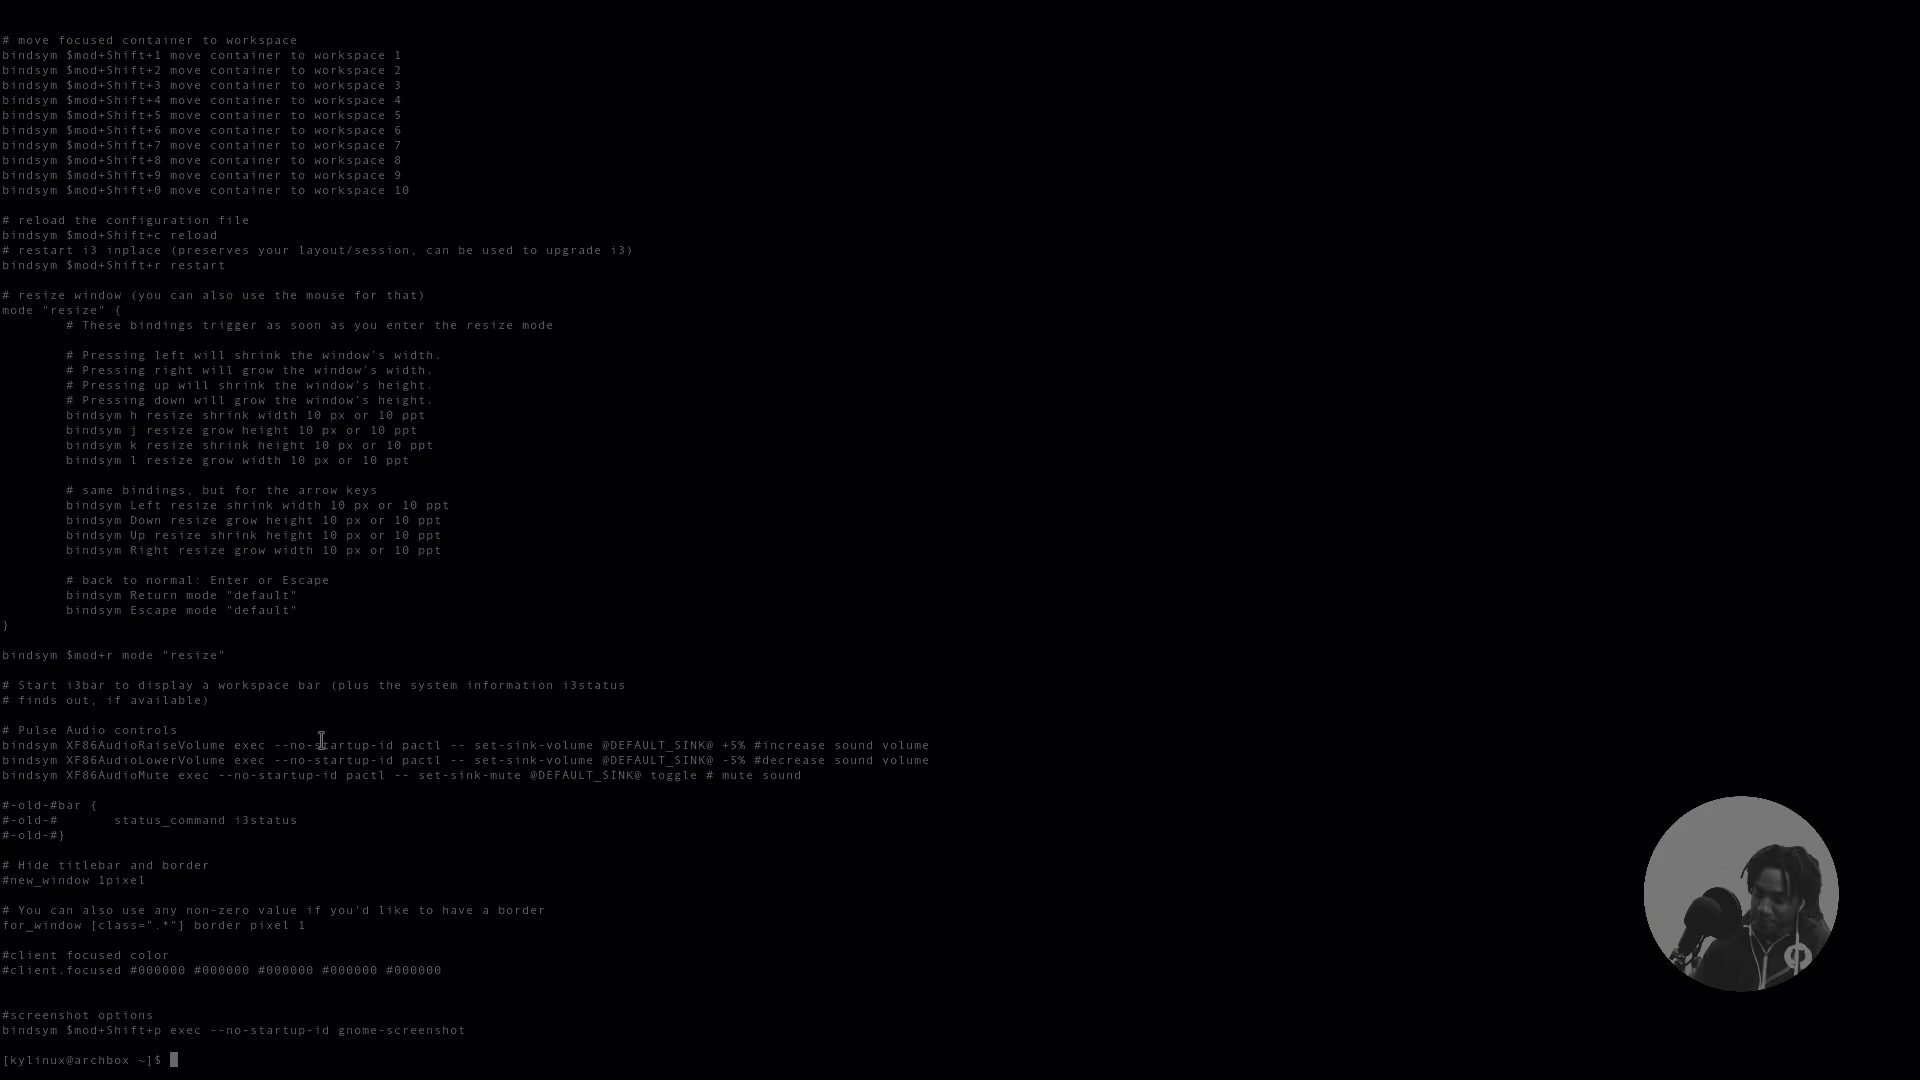 # move focused container to workspace
bindsym $mod+Shift+1 move container to workspace 1
bindsym $mod+Shift+2 move container to workspace 2
bindsym $mod+Shift+3 move container to workspace 3
bindsym $mod+Shift+4 move container to workspace 4
bindsym $mod+Shift+5 move container to workspace 5
bindsym $mod+Shift+6 move container to workspace 6
bindsym $mod+Shift+7 move container to workspace 7
bindsym $mod+Shift+8 move container to workspace 8
bindsym $mod+Shift+9 move container to workspace 9
bindsym $mod+Shift+0 move container to workspace 10
# reload the configuration file
bindsym $mod+Shift+c reload
# restart i3 inplace (preserves your layout/session, can be used to upgrade i3)
bindsym $mod+Shift+r restart
# resize window (you can also use the mouse for that)
mode "resize" {
# These bindings trigger as soon as you enter the resize mode
# Pressing left will shrink the window's width.
# Pressing right will grow the window's width.
# Pressing up will shrink the window's height.
# Pressing down will grow the window's height.
bindsym h resize shrink width 10 px or 10 ppt
bindsym j resize grow height 10 px or 10 ppt
bindsym k resize shrink height 10 px or 10 ppt
bindsym l resize grow width 10 px or 10 ppt
# same bindings, but for the arrow keys
bindsym Left resize shrink width 10 px or 10 ppt
bindsym Down resize grow height 10 px or 10 ppt
bindsym Up resize shrink height 10 px or 10 ppt
bindsym Right resize grow width 10 px or 10 ppt
# back to normal: Enter or Escape
bindsym Return mode "default"
bindsym Escape mode "default"
}
bindsym $mod+r mode "resize"
# Start i3bar to display a workspace bar (plus the system information i3status
# finds out, if available)
# Pulse Audio controls
bindsym XF86AudioRaiseVolume exec --no-startup-id pactl -- set-sink-volume @DEFAULT_SINK@ +5% #increase sound volume
bindsym XF86AudioLowerVolume exec --no-startup-id pactl -- set-sink-volume @DEFAULT_SINK@ -5% #decrease sound volume
bindsym XF86AudioMute exec --no-startup-id pactl -- set-sink-mute @DEFAULT_SINK@ toggle # mute sound
#-old-#bar {
#-old-#       status_command i3status
#-old-#}
# Hide titlebar and border
#new_window 1pixel
# You can also use any non-zero value if you'd like to have a border
for_window [class=".*"] border pixel 1
#client focused color
#client.focused #000000 #000000 #000000 #000000 #000000
#screenshot options
bindsym $mod+Shift+p exec --no-startup-id gnome-screenshot
[kylinux@archbox ~]$